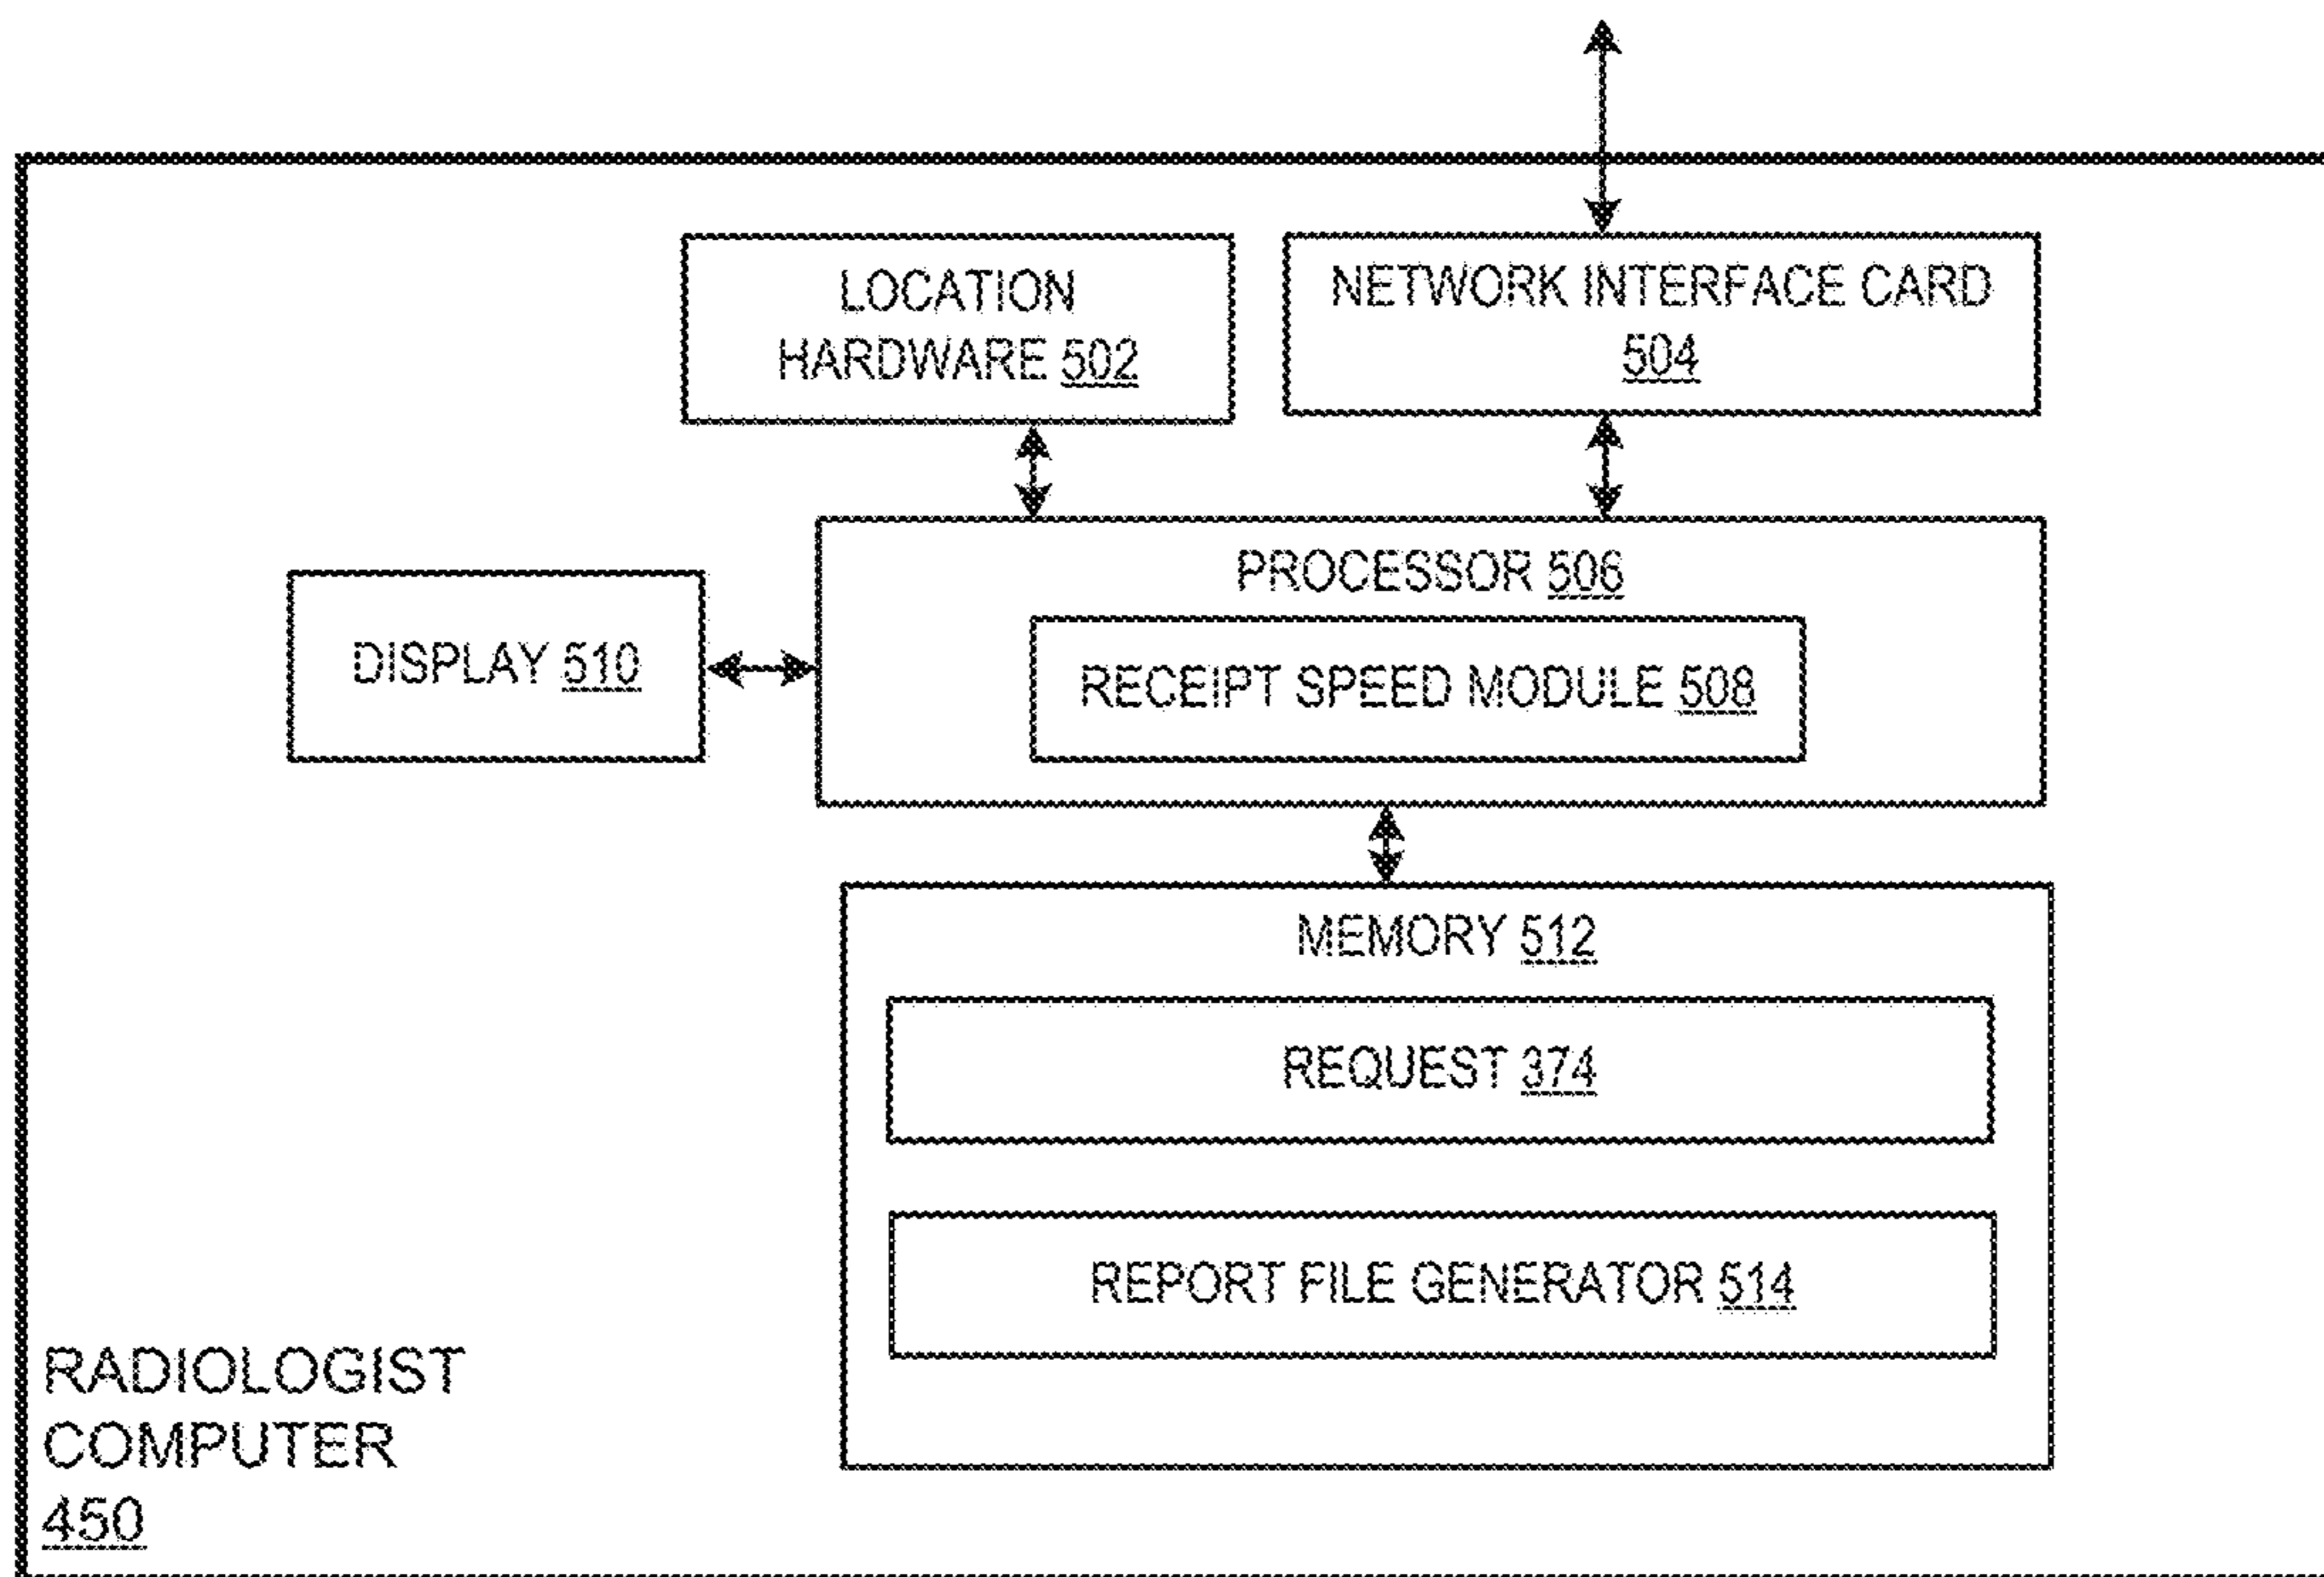 LOCATION
HARDWARE 502
NETWORK INTERFACE CARD
504
PROCESSOR 506
RECEIPT SPEED MODULE 508
DISPLAY 510
MEMORY 512
REQUEST 374
REPORT FILE GENERATOR 514
RADIOLOGIST
COMPUTER
450